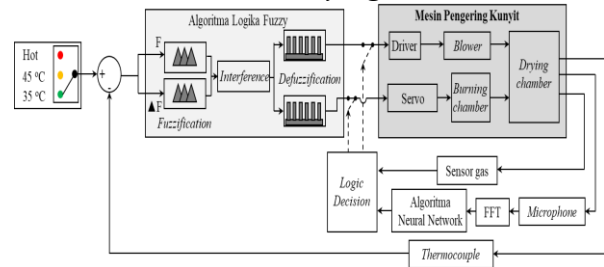 Algoritma Logika Fuzzy
Mesin Pengering Kunyit
Hot
45 ºC
35 ºC
+
-
F
▲F
Fuzzification
Interference
Defuzzification
Driver
Blower
Servo
Burning
chamber
Drying
chamber
Logic
Decision
Sensor gas
Algoritma
Neural Network
FFT
Microphone
Thermocouple